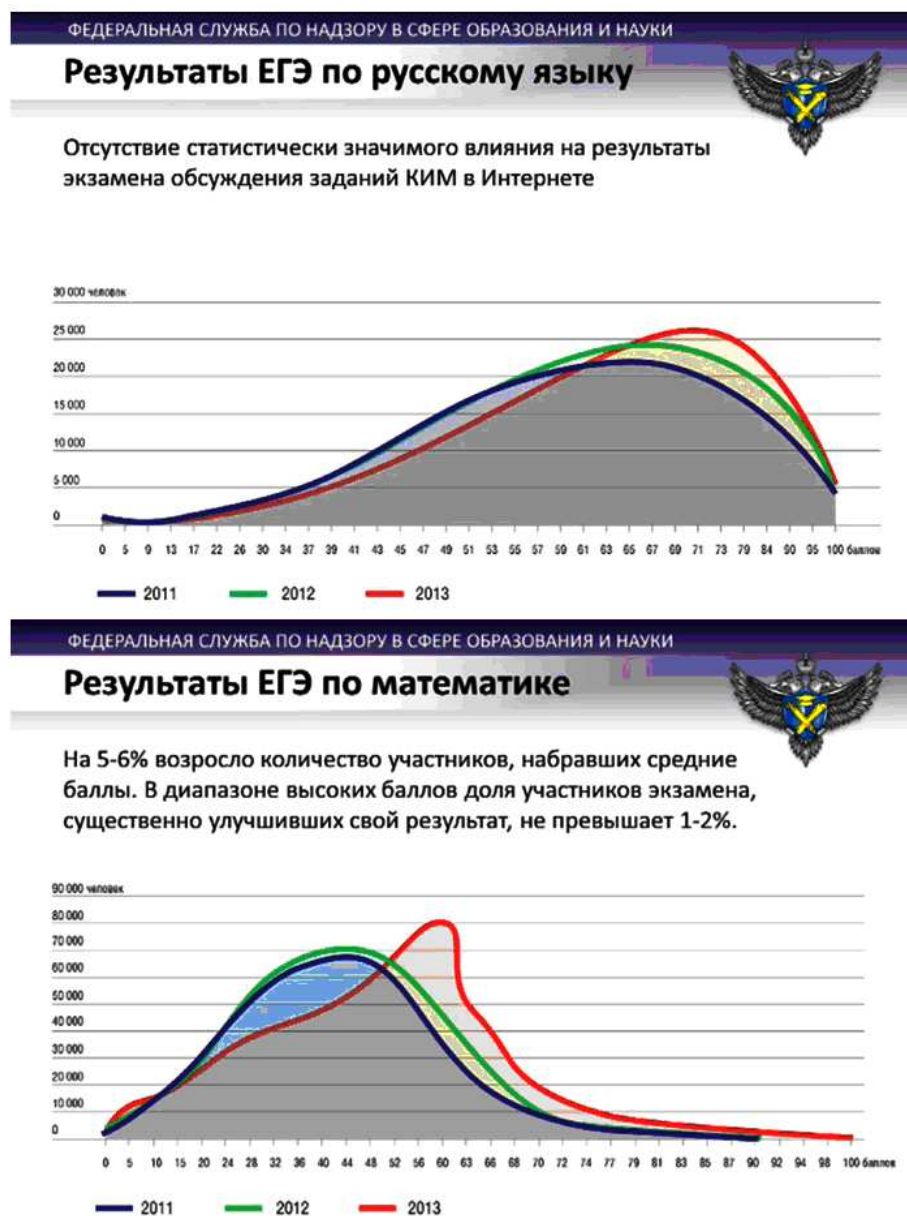 ФЕДЕРАЛЬНАЯ СЛУЖБА ПО НАДЗОРУ В СФЕРЕ ОБРАЗОВАНИЯ И НАУКИ
Результаты ЕГЭ по русскому языку
Отсутствие статистически значимого влияния на результаты
экзамена обсуждения заданий КИМ в Интернете
30 000 человек
25 000
20 000
15 000
10 000
5 000
0
0 5 9 13 17 22 26 30 34 37 39 41 43 45 47 49 51 53 55 57 59 61 63 65 67 69 71 73 79 84 90 95 100 баллов
2011 2012 2013
ФЕДЕРАЛЬНАЯ СЛУЖБА ПО НАДЗОРУ В СФЕРЕ ОБРАЗОВАНИЯ И НАУКИ
Результаты ЕГЭ по математике
На 5-6% возросло количество участников, набравших средние
баллы. В диапазоне высоких баллов доля участников экзамена,
существенно улучшивших свой результат, не превышает 1-2%.
90 000 человек
80 000
70 000
60 000
50 000
40 000
30 000
20 000
10 000
0
0 5 10 15 20 24 28 32 36 40 44 48 52 56 60 63 66 68 70 72 74 77 79 81 83 85 87 90 92 94 98 100 баллов
2011 2012 2013